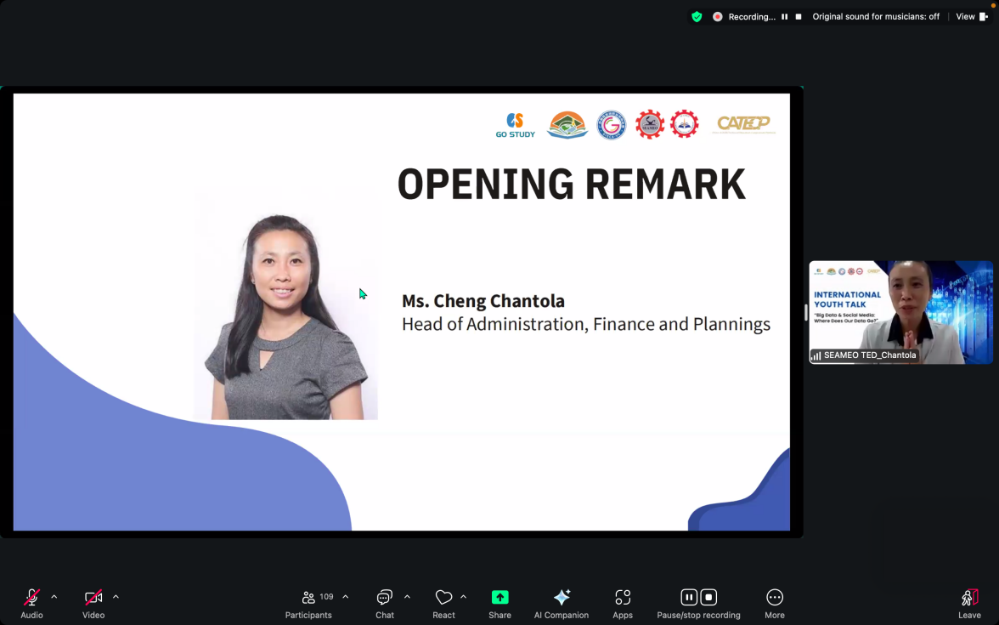 Recording...
Original sound for musicians: off
View
GO STUDY
SEAMEO
CATECP
OPENING REMARK
Ms. Cheng Chantola
Head of Administration, Finance and Plannings
INTERNATIONAL
YOUTH TALK
"Big Data & Social Media:
Where Does Our Data Go?"
SEAMEO TED_Chantola
109
Audio
Video
Participants
Chat
React
Share
AI Companion
Apps
Pause/stop recording
More
Leave